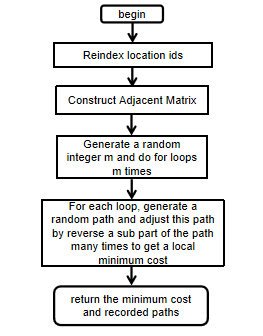 begin
Reindex location ids
Construct Adjacent Matrix
Generate a random
integer m and do for loops
m times
For each loop, generate a
random path and adjust this path
by reverse a sub part of the path
many times to get a local
minimum cost
return the minimum cost
and recorded paths